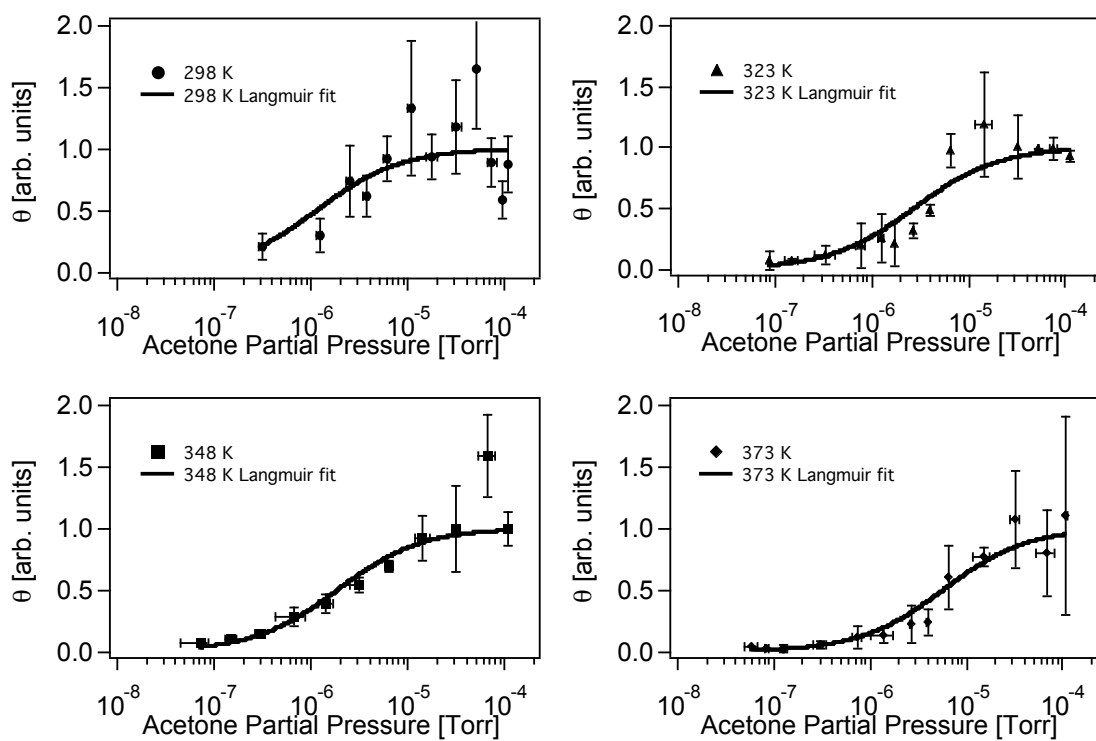 2.0
1.5
1.0
0.5
0.0
θ [arb. units]
298 K
298 K Langmuir fit
10⁻⁸ 10⁻⁷ 10⁻⁶ 10⁻⁵ 10⁻⁴
Acetone Partial Pressure [Torr]
2.0
1.5
1.0
0.5
0.0
θ [arb. units]
323 K
323 K Langmuir fit
10⁻⁸ 10⁻⁷ 10⁻⁶ 10⁻⁵ 10⁻⁴
Acetone Partial Pressure [Torr]
2.0
1.5
1.0
0.5
0.0
θ [arb. units]
348 K
348 K Langmuir fit
10⁻⁸ 10⁻⁷ 10⁻⁶ 10⁻⁵ 10⁻⁴
Acetone Partial Pressure [Torr]
2.0
1.5
1.0
0.5
0.0
θ [arb. units]
373 K
373 K Langmuir fit
10⁻⁸ 10⁻⁷ 10⁻⁶ 10⁻⁵ 10⁻⁴
Acetone Partial Pressure [Torr]